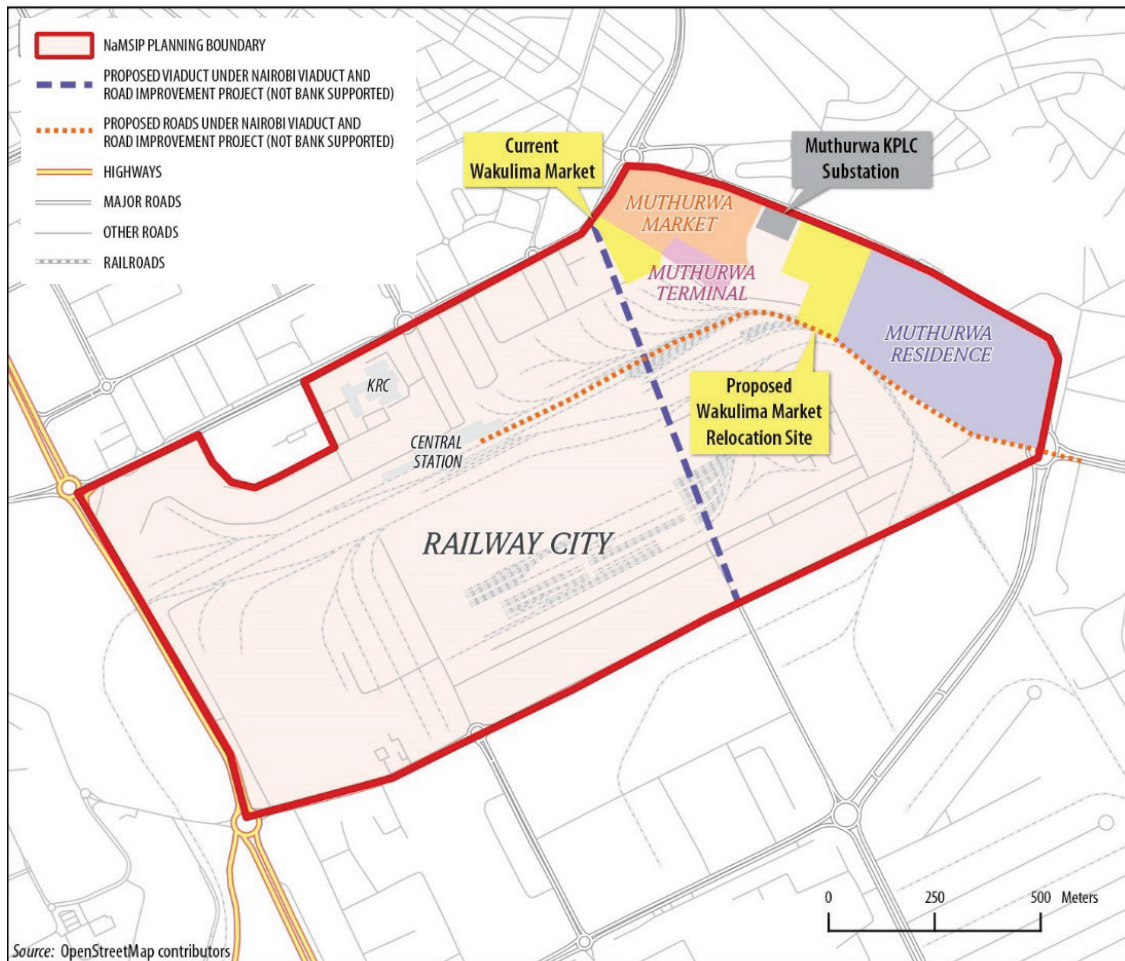 NaMSIP PLANNING BOUNDARY
PROPOSED VIADUCT UNDER NAIROBI VIADUCT AND
ROAD IMPROVEMENT PROJECT (NOT BANK SUPPORTED)
PROPOSED ROADS UNDER NAIROBI VIADUCT AND
ROAD IMPROVEMENT PROJECT (NOT BANK SUPPORTED)
HIGHWAYS
MAJOR ROADS
OTHER ROADS
RAILROADS
Current
Wakulima Market
Muthurwa KPLC
Substation
MUTHURWA
MARKET
MUTHURWA
TERMINAL
MUTHURWA
RESIDENCE
KRC
Proposed
Wakulima Market
Relocation Site
CENTRAL
STATION
RAILWAY CITY
0 250 500 Meters
Source: OpenStreetMap contributors